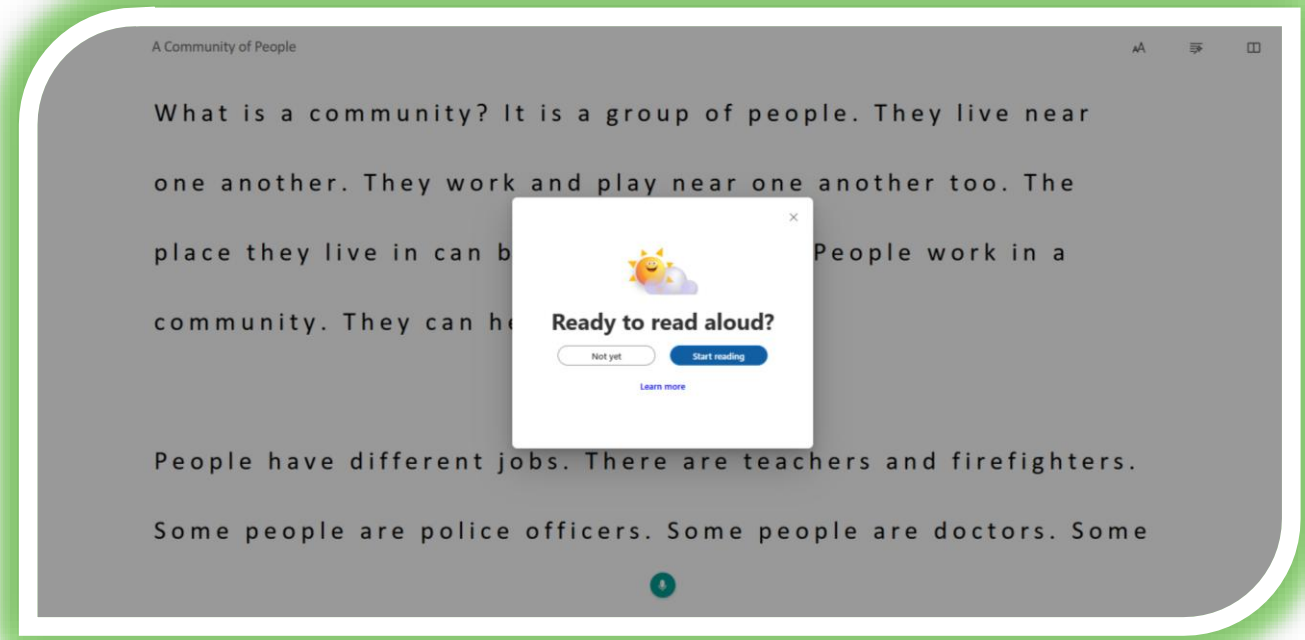 A Community of People
What is a community? It is a group of people. They live near
one another. They work and play near one another too. The
place they live in can People work in a
community. They can
Ready to read aloud?
Not yet Start reading
Learn more
People have different jobs. There are teachers and firefighters.
Some people are police officers. Some people are doctors. Some